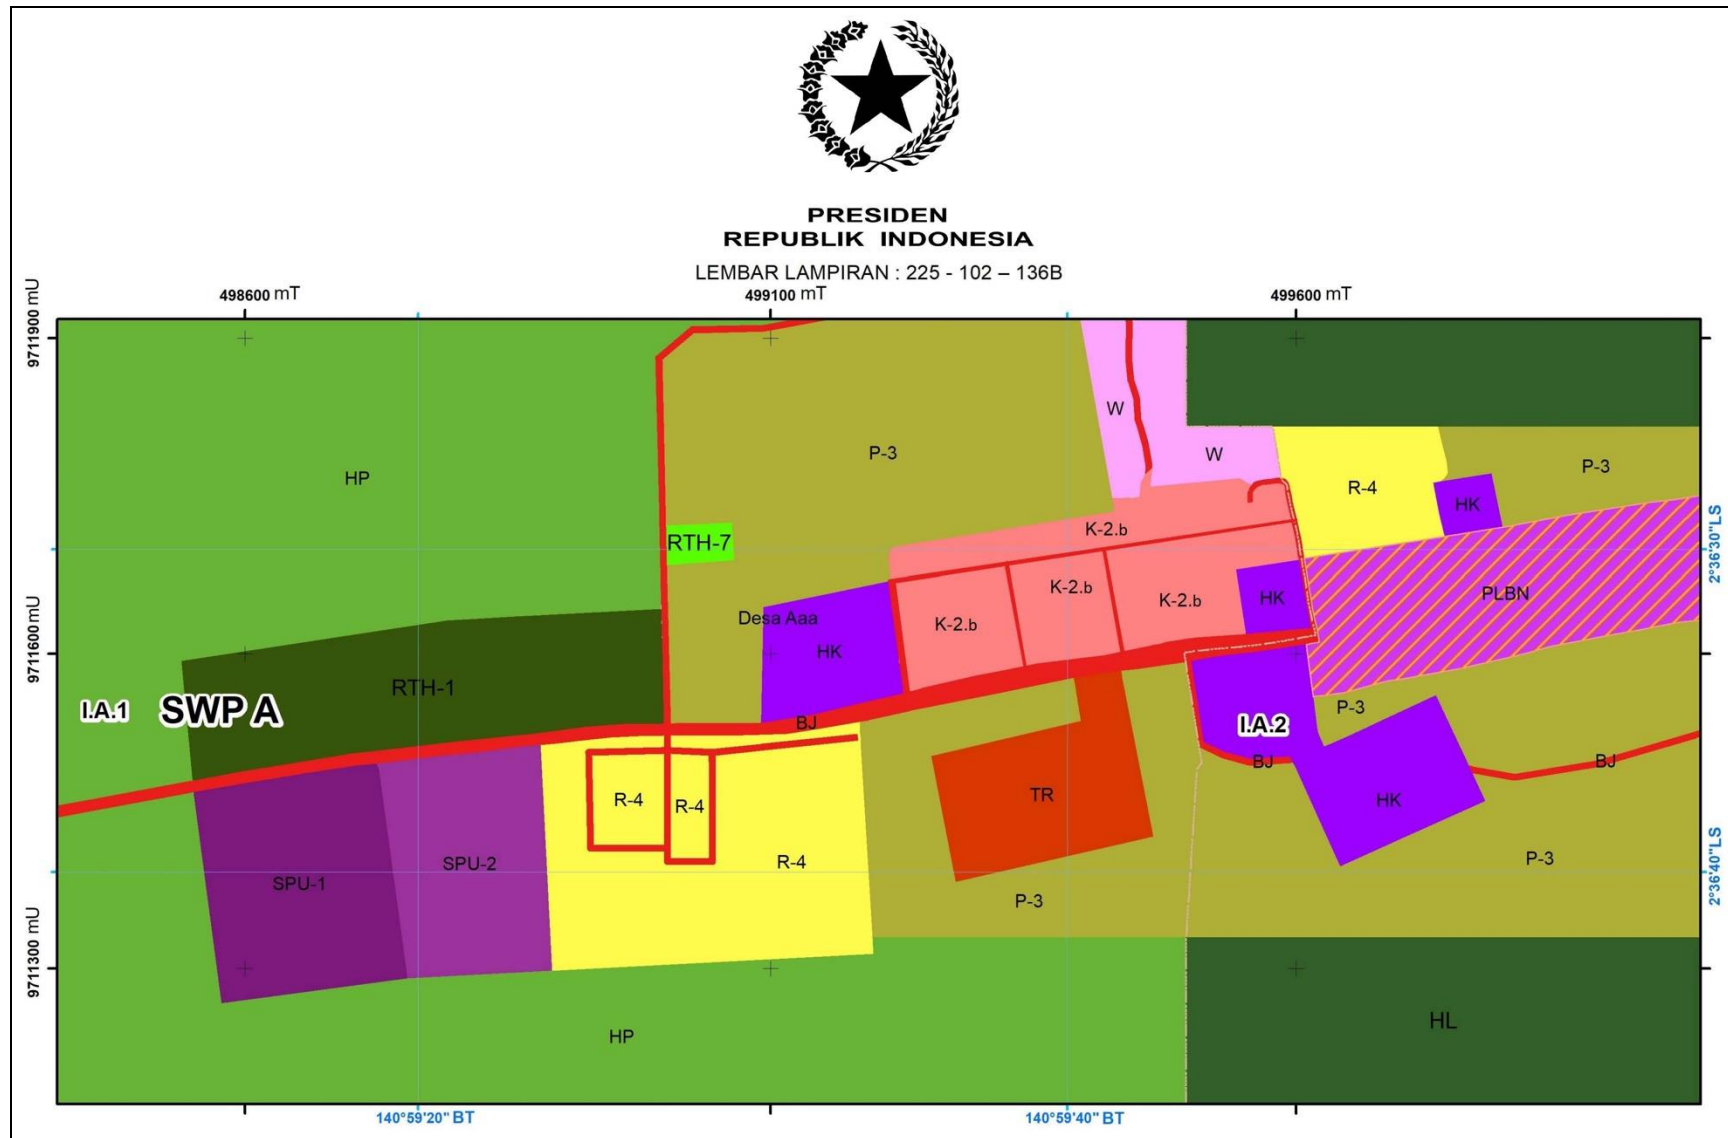 PRESIDEN
REPUBLIK INDONESIA
LEMBAR LAMPIRAN : 225 - 102 – 136B
498600 mT
499100 mT
499600 mT
9711900 mU
9711600 mU
9711300 mU
W
W
P-3
P-3
HP
R-4
HK
RTH-7
K-2.b
2°36'30"LS
K-2.b
PLBN
K-2.b
HK
Desa Aaa
K-2.b
HK
RTH-1
I.A.1
SWP A
P-3
BJ
I.A.2
BJ
BJ
R-4
R-4
TR
HK
SPU-2
R-4
P-3
2°36'40"LS
SPU-1
P-3
HL
HP
140°59'20" BT
140°59'40" BT